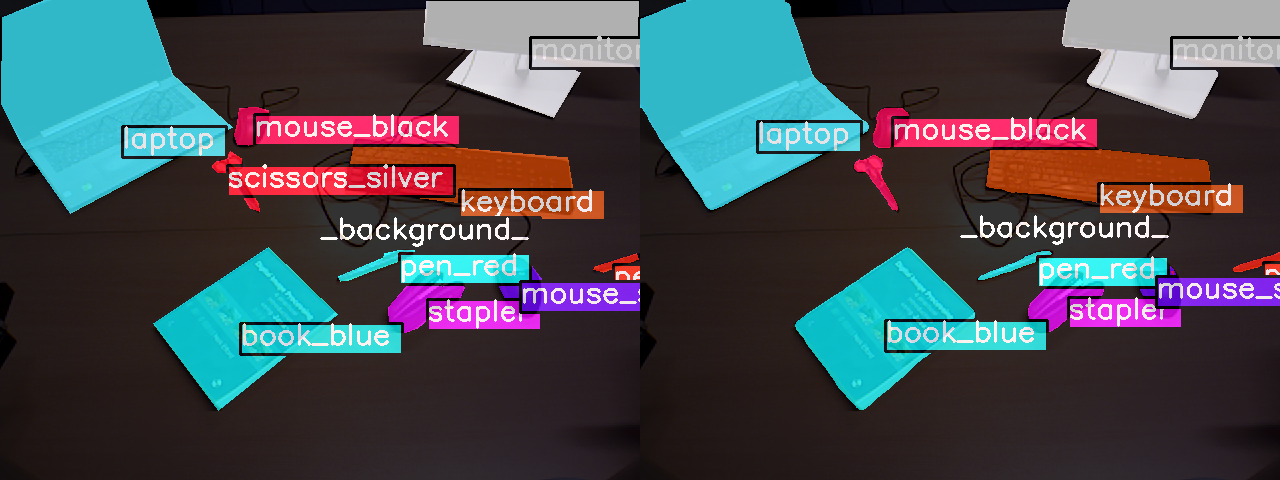 monitor
laptop
mouse_black
scissors_silver
keyboard
_background_
pen_red
pe
mouse_s
stapler
book_blue
monitor
laptop
mouse_black
keyboard
_background_
pen_red
mouse_s
stapler
book_blue